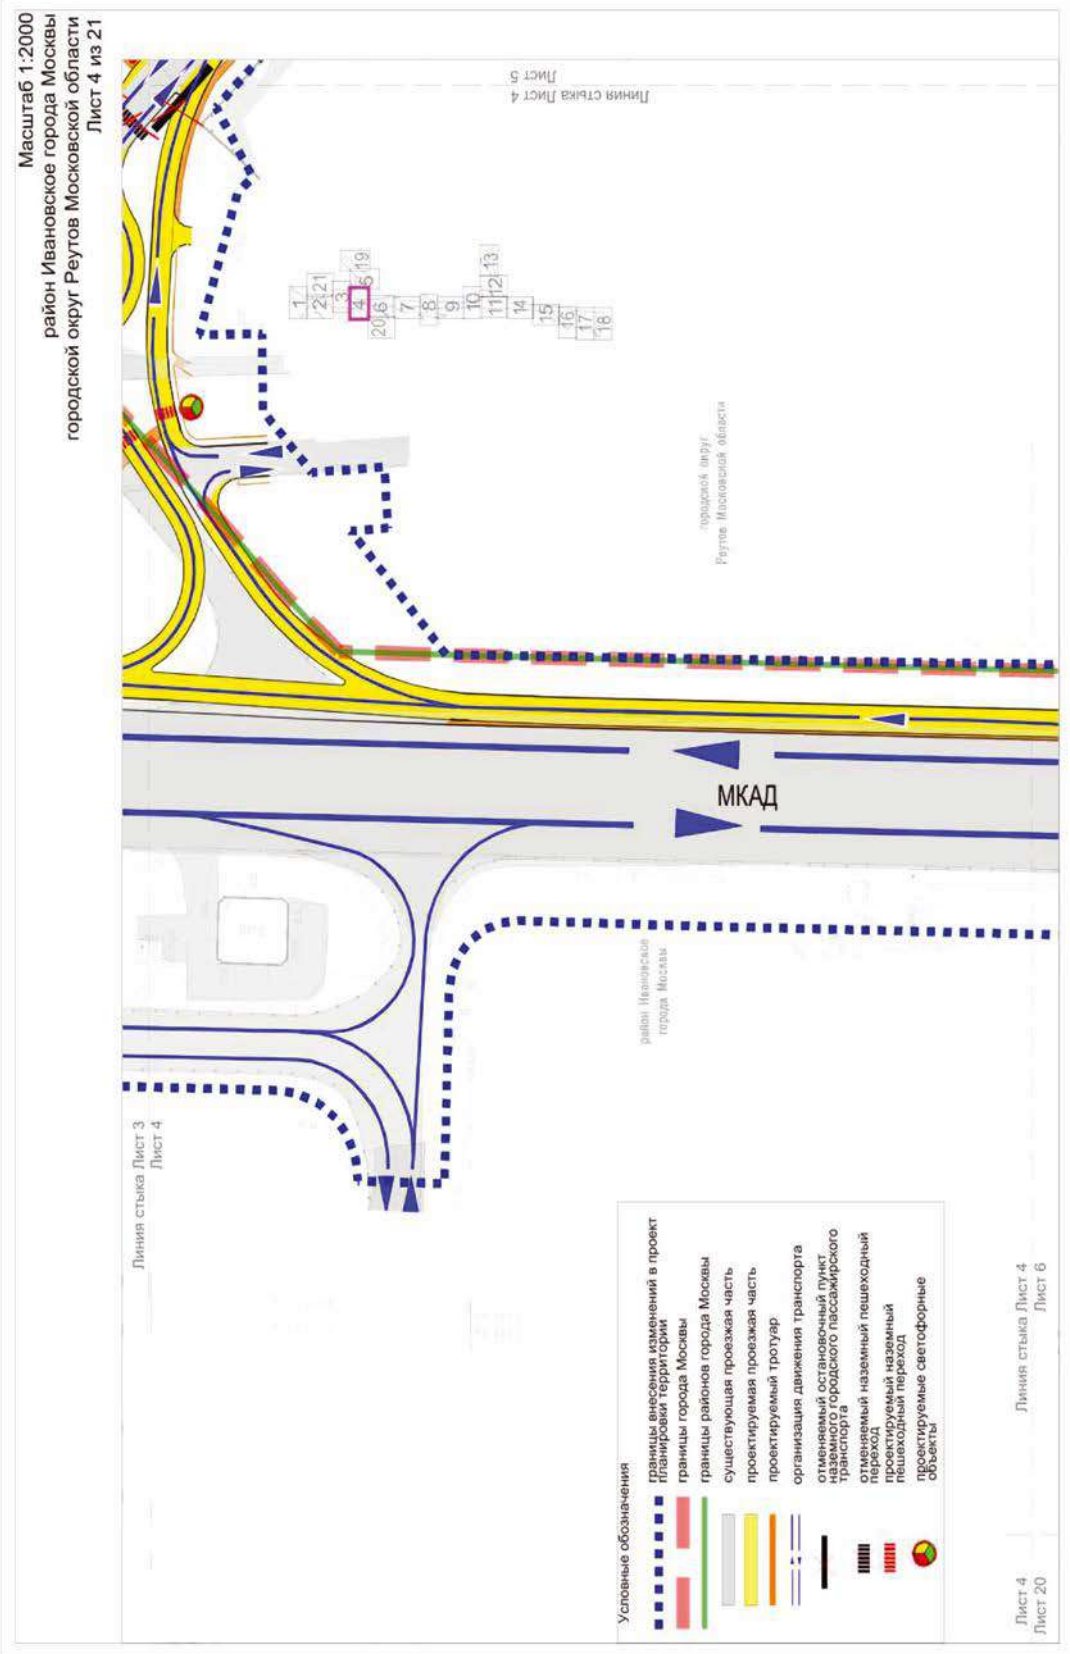 Масштаб 1:2000
район Ивановское города Москвы
городской округ Реутов Московской области
Лист 4 из 21
Линия стыка Лист 4
Лист 5
1
2
21
3
4
5
19
20
6
7
8
9
10
11
12
13
14
15
16
17
18
городской округ
Реутов Московской области
МКАД
район Ивановское
города Москвы
Линия стыка Лист 3
Лист 4
Условные обозначения
границы внесения изменений в проект
планировки территории
границы города Москвы
границы районов города Москвы
существующая проезжая часть
проектируемая проезжая часть
проектируемый тротуар
организация движения транспорта
отменяемый остановочный пункт
наземного городского пассажирского
транспорта
отменяемый наземный пешеходный
переход
проектируемый наземный
пешеходный переход
проектируемые светофорные
объекты
Линия стыка Лист 4
Лист 6
Лист 4
Лист 20